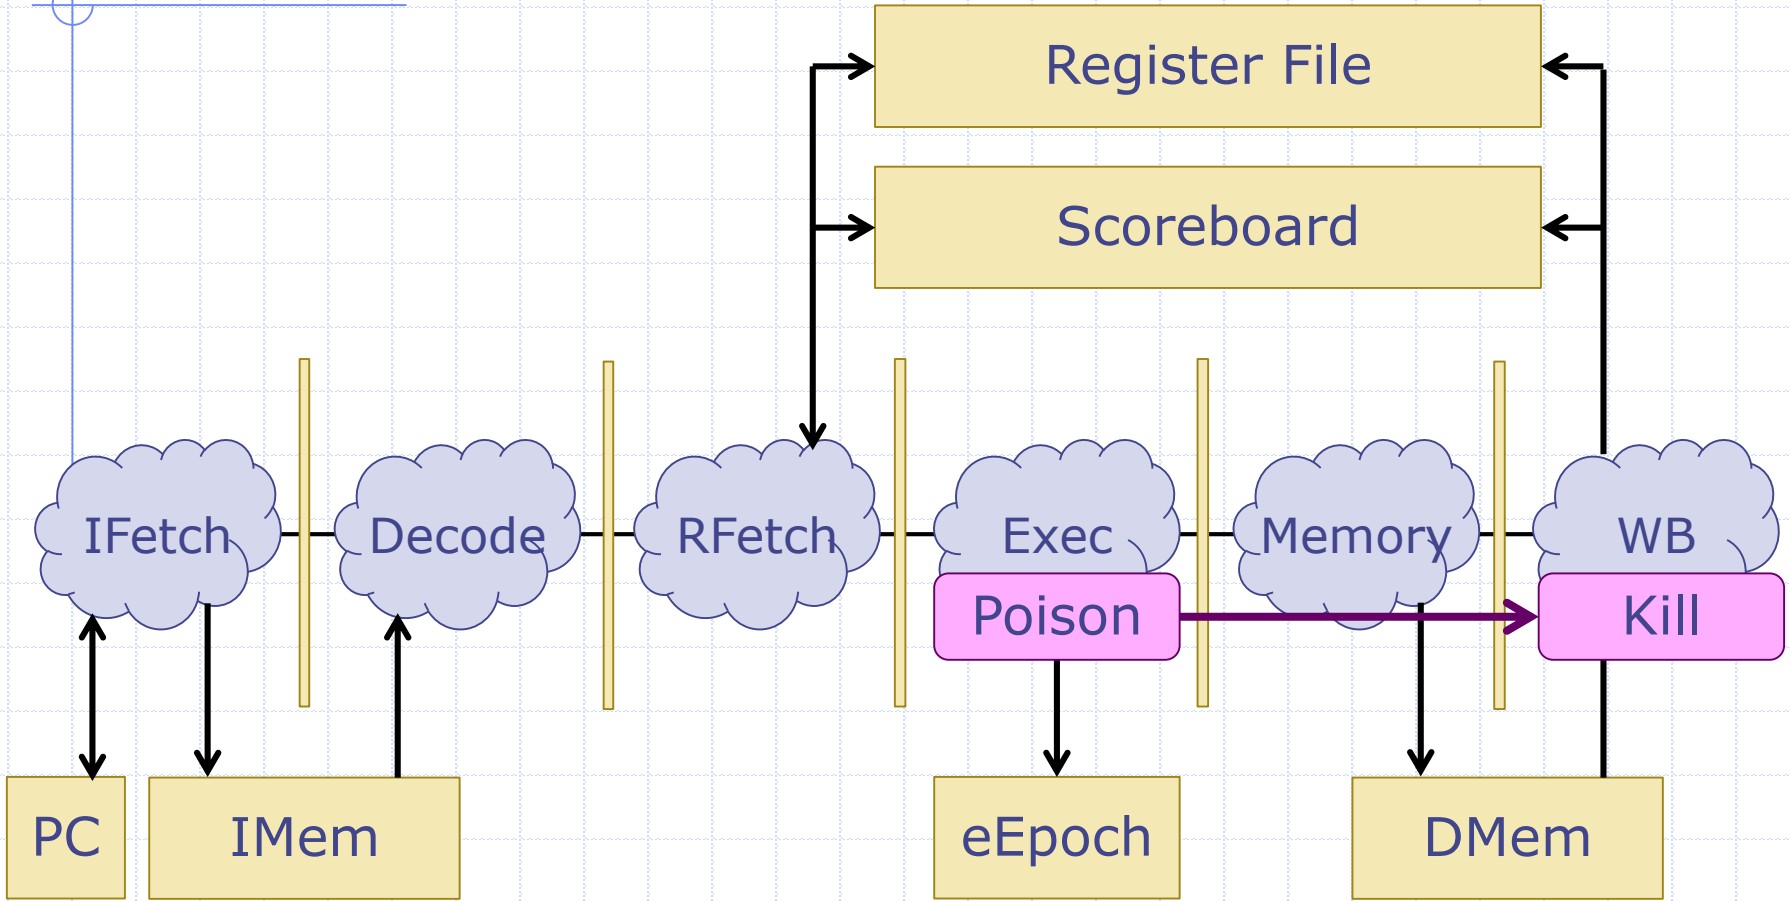 Register File
Scoreboard
IFetch
Decode
RFetch
Exec
Memory
WB
Poison
Kill
PC
IMem
eEpoch
DMem